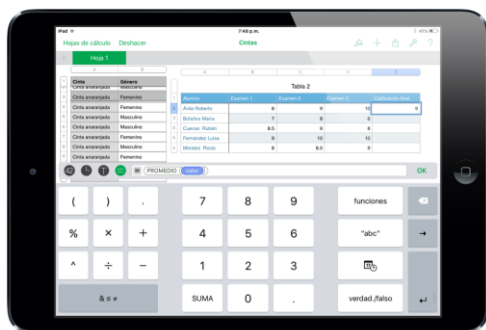 iPad 7:40 p.m. 41%
Hojas de cálculo Deshacer Cintas
Hoja 1
Tabla 2
Cinta Género
Cinta anaranjada Masculino
Cinta anaranjada Femenino
Cinta anaranjada Masculino
Cinta anaranjada Femenino
Cinta anaranjada Masculino
Cinta anaranjada Masculino
Cinta anaranjada Femenino
Alumno Examen 1 Examen 2 Examen 3 Calificación final
Ávila Roberto 8 9 10 9
Bolaños María 7 8 8
Cuevas Rubén 8.5 9 8
Fernández Luisa 9 10 10
Morales Rocío 9 8.5 9
= PROMEDIO valor OK
( ) , 7 8 9 funciones
% × + 4 5 6 "abc"
^ ÷ − 1 2 3
& ≤ ≠ SUMA 0 . verdad./falso